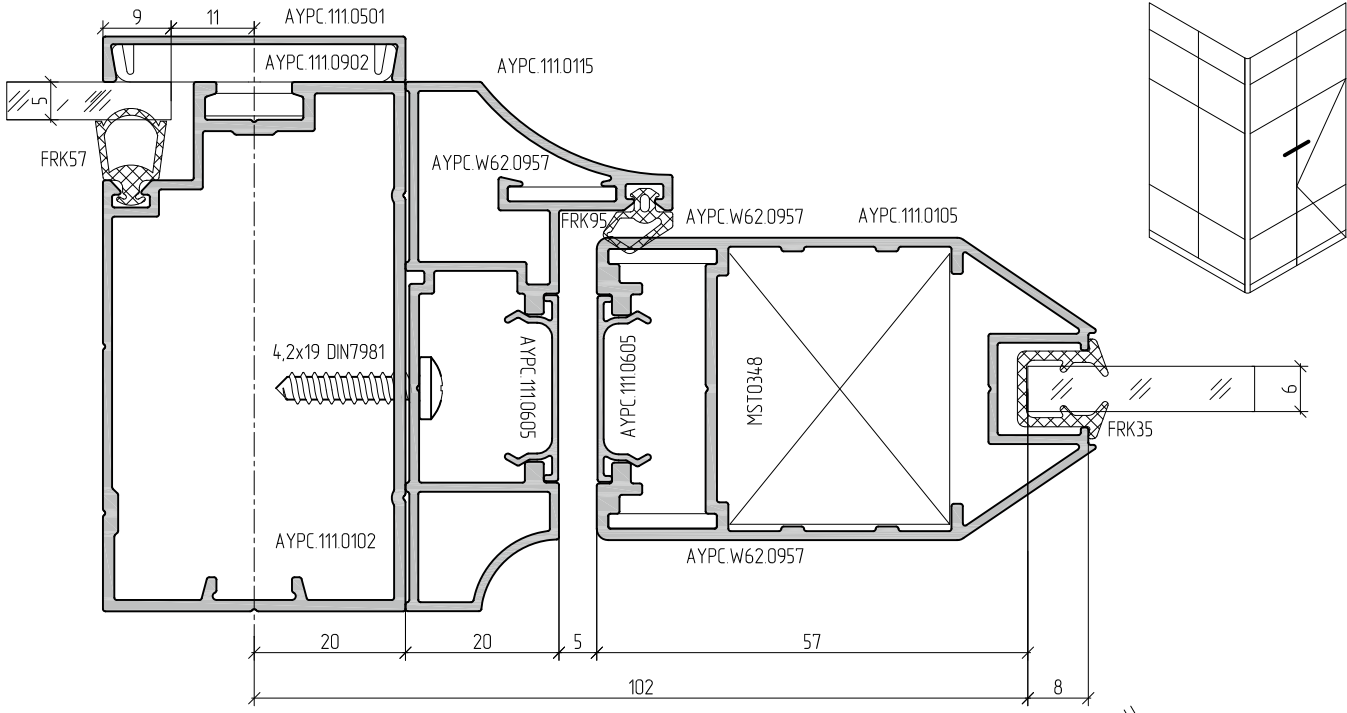 9
11
AYPC.111.0501
AYPC.111.0902
AYPC.111.0115
5
FRK57
AYPC.W62.0957
FRK95
AYPC.W62.0957
AYPC.111.0105
4,2x19 DIN7981
AYPC.111.0605
AYPC.111.0605
MST0348
6
FRK35
AYPC.111.0102
AYPC.W62.0957
20
20
5
57
102
8